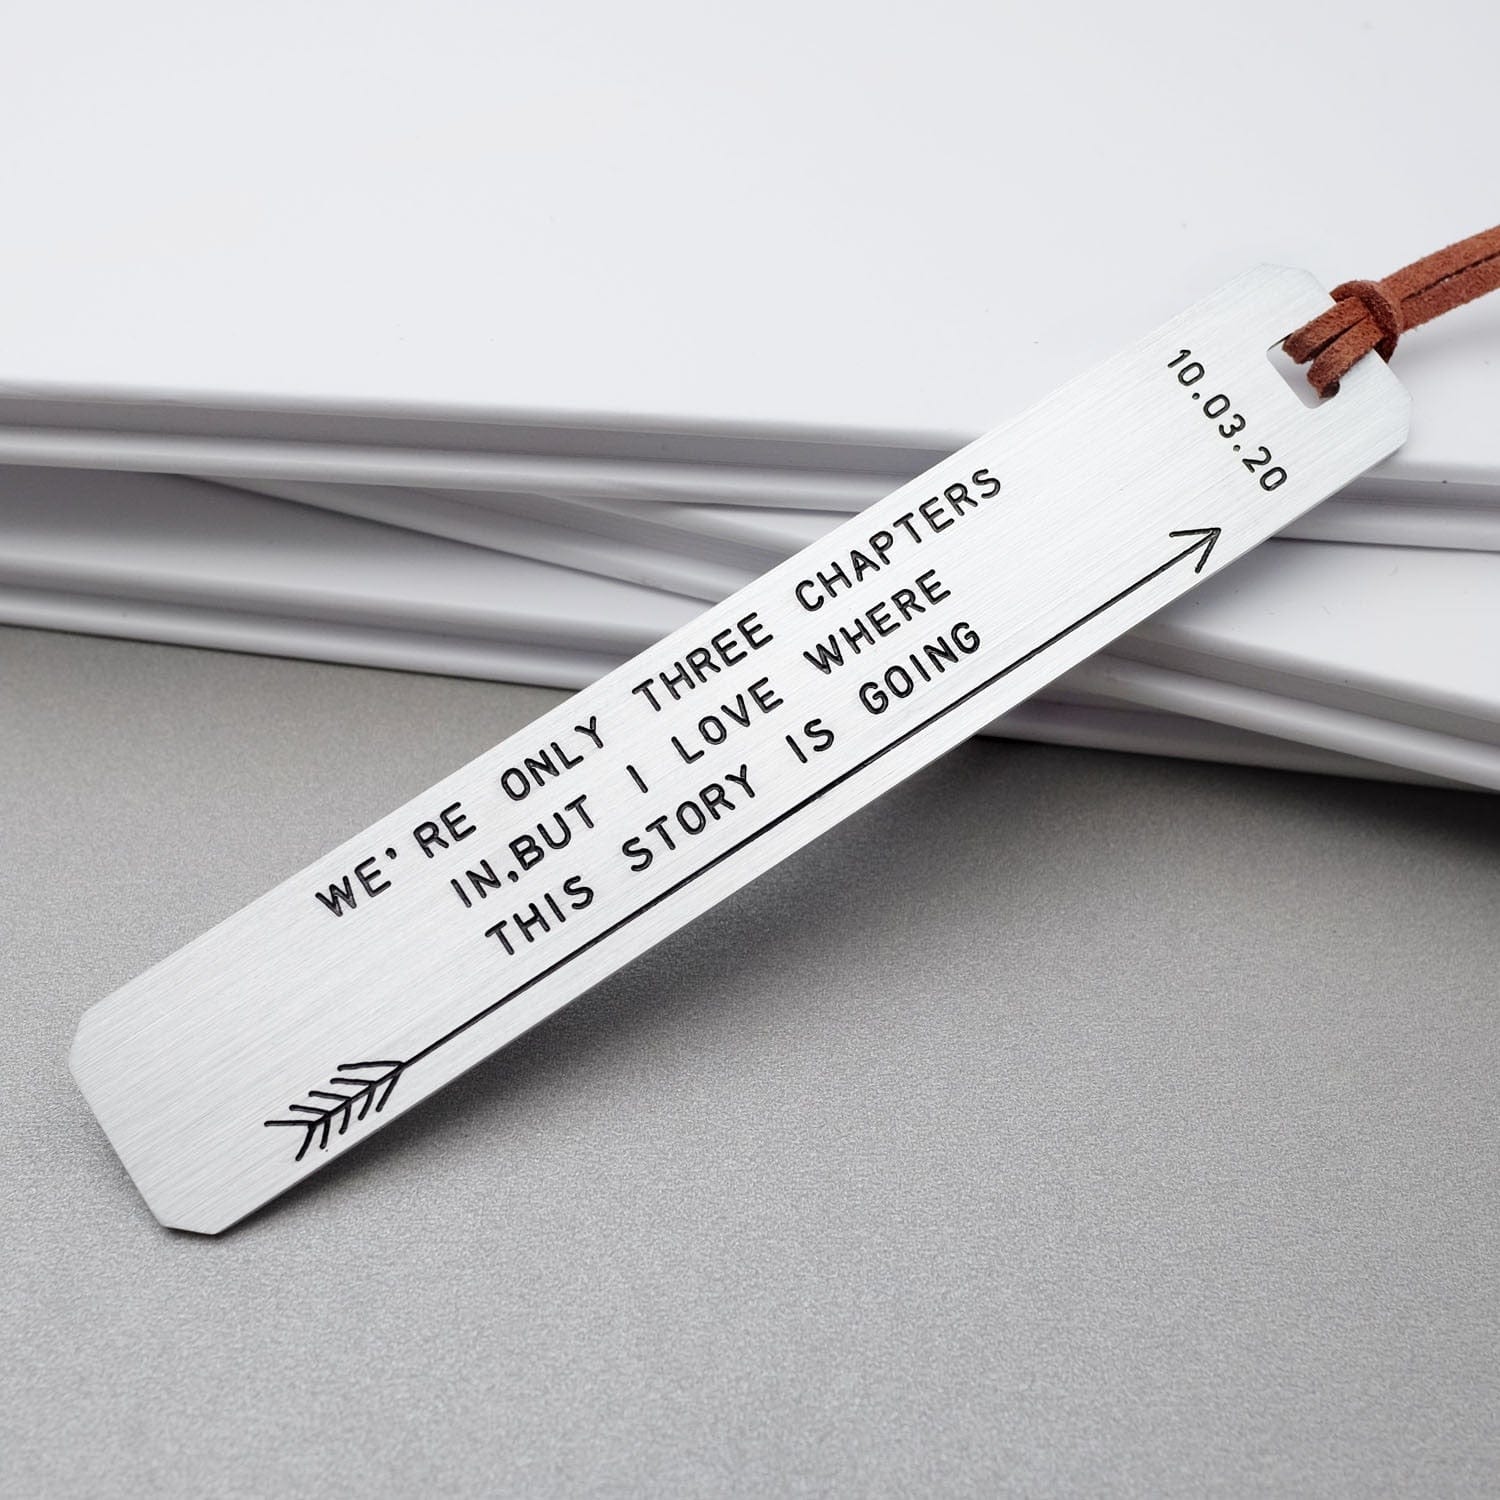 WE'RE ONLY THREE CHAPTERS
IN,BUT I LOVE WHERE
THIS STORY IS GOING
10.03.20